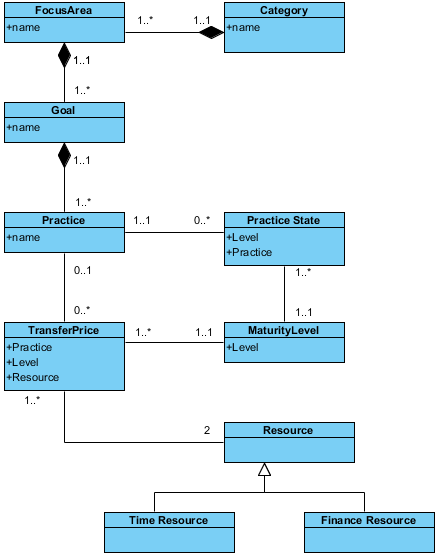 FocusArea
+name
1..*
1..1
Category
+name
1..1
1..*
Goal
+name
1..1
1..*
Practice
+name
1..1
0..*
Practice State
+Level
+Practice
0..1
0..*
1..*
1..1
TransferPrice
+Practice
+Level
+Resource
1..*
1..1
MaturityLevel
+Level
1..*
2
Resource
Time Resource
Finance Resource